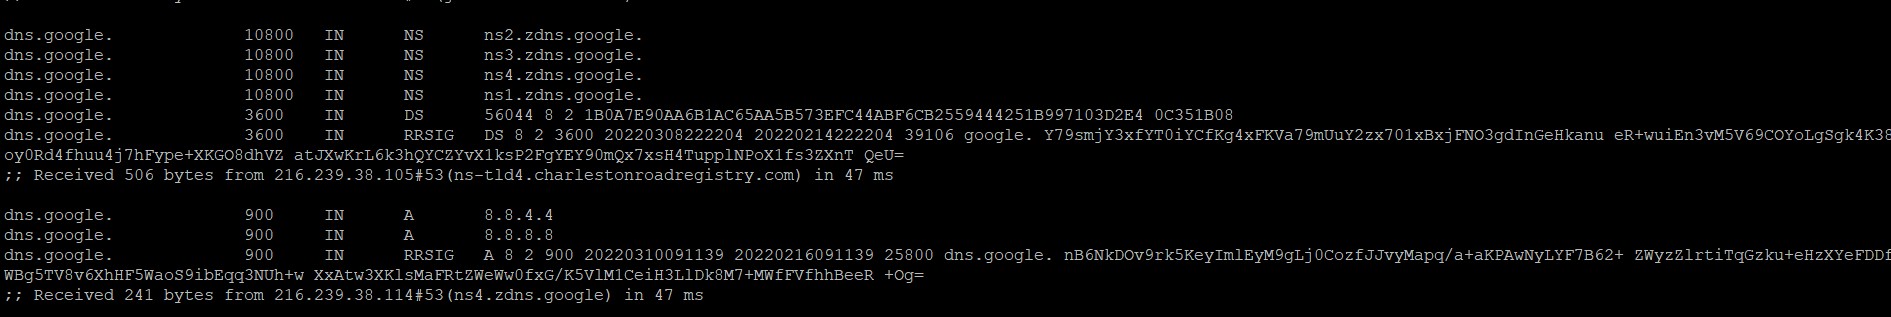 dns.google. 10800 IN NS ns2.zdns.google.
dns.google. 10800 IN NS ns3.zdns.google.
dns.google. 10800 IN NS ns4.zdns.google.
dns.google. 10800 IN NS ns1.zdns.google.
dns.google. 3600 IN DS 56044 8 2 1B0A7E90AA6B1AC65AA5B573EFC44ABF6CB2559444251B997103D2E4 0C351B08
dns.google. 3600 IN RRSIG DS 8 2 3600 20220308222204 20220214222204 39106 google. Y79smjY3xfYT0iYCfKg4xFKVa79mUuY2zx701xBxjFNO3gdInGeHkanu eR+wuiEn3vM5V69COYoLgSgk4K38
oy0Rd4fhuu4j7hFype+XKGO8dhVZ atJXwKrL6k3hQYCZYvX1ksP2FgYEY90mQx7xsH4TupplNPoX1fs3ZXnT QeU=
;; Received 506 bytes from 216.239.38.105#53(ns-tld4.charlestonroadregistry.com) in 47 ms
dns.google. 900 IN A 8.8.4.4
dns.google. 900 IN A 8.8.8.8
dns.google. 900 IN RRSIG A 8 2 900 20220310091139 20220216091139 25800 dns.google. nB6NkDOv9rk5KeyImlEyM9gLj0CozfJJvyMapq/a+aKPAwNyLYF7B62+ ZWyzZlrtiTqGzku+eHzXYeFDDf
WBg5TV8v6XhHF5WaoS9ibEqq3NUh+w XxAtw3XKlsMaFRtZWeWw0fxG/K5VlM1CeiH3LlDk8M7+MWfFVfhhBeeR +Og=
;; Received 241 bytes from 216.239.38.114#53(ns4.zdns.google) in 47 ms